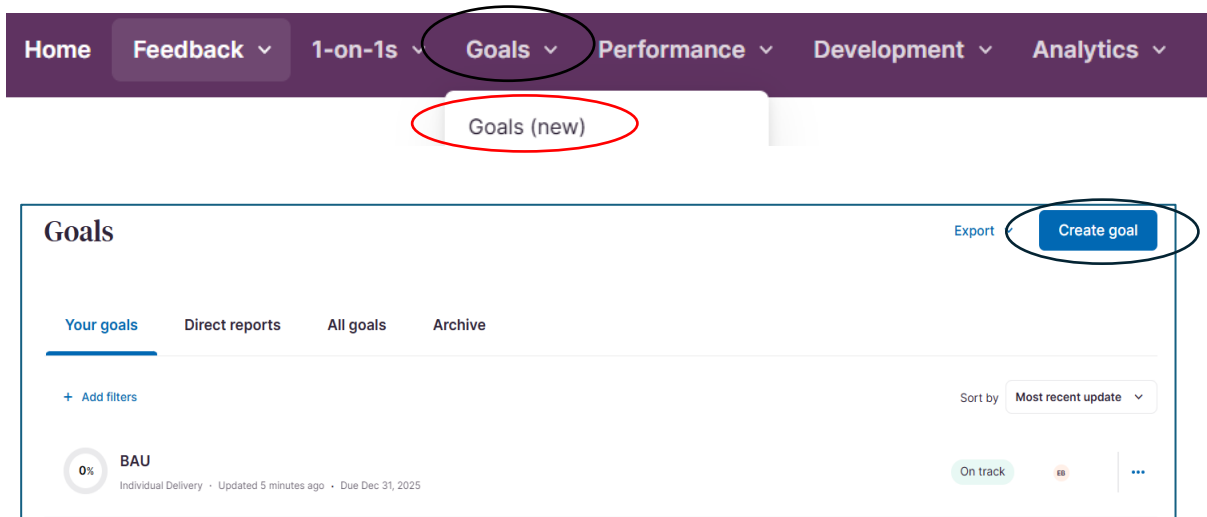 Home Feedback 1-on-1s Goals Performance Development Analytics
Goals (new)
Goals Export Create goal
Your goals Direct reports All goals Archive
+ Add filters Sort by Most recent update
0% BAU On track EB
Individual Delivery · Updated 5 minutes ago · Due Dec 31, 2025